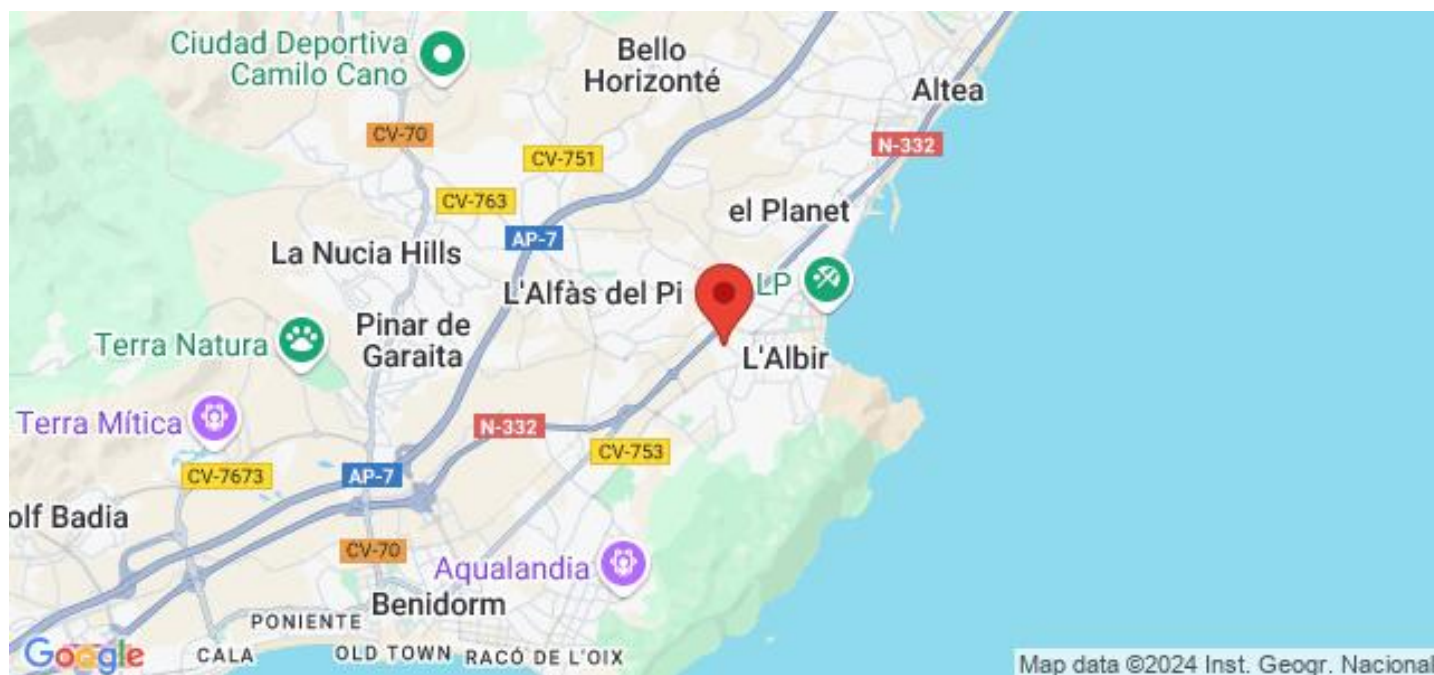 Ciudad Deportiva
Camilo Cano
Bello
Horizonté
Altea
CV-70
N-332
CV-751
CV-763
el Planet
AP-7
La Nucia Hills
L'Alfàs del Pi
LP
Terra Natura
Pinar de
Garaita
L'Albir
Terra Mítica
N-332
CV-753
CV-7673
AP-7
olf Badia
CV-70
Aqualandia
Benidorm
PONIENTE
Google
CALA
OLD TOWN
RACÓ DE L'OIX
Map data ©2024 Inst. Geogr. Nacional